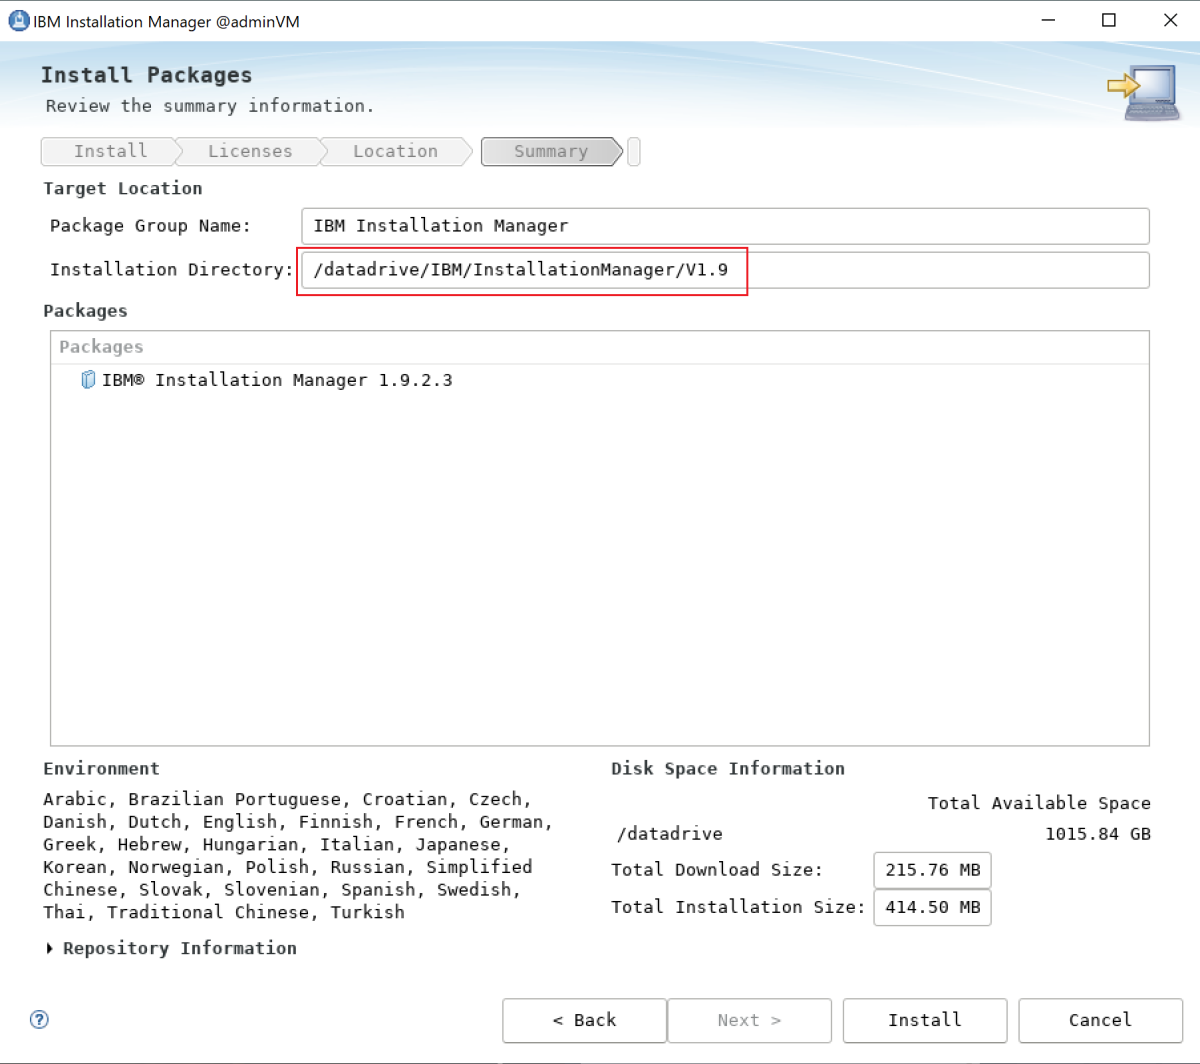 IBM Installation Manager @adminVM
Install Packages
Review the summary information.
Install Licenses Location Summary
Target Location
Package Group Name: IBM Installation Manager
Installation Directory: /datadrive/IBM/InstallationManager/V1.9
Packages
Packages
IBM® Installation Manager 1.9.2.3
Environment
Arabic, Brazilian Portuguese, Croatian, Czech,
Danish, Dutch, English, Finnish, French, German,
Greek, Hebrew, Hungarian, Italian, Japanese,
Korean, Norwegian, Polish, Russian, Simplified
Chinese, Slovak, Slovenian, Spanish, Swedish,
Thai, Traditional Chinese, Turkish
Repository Information
Disk Space Information
Total Available Space
/datadrive 1015.84 GB
Total Download Size: 215.76 MB
Total Installation Size: 414.50 MB
?
< Back Next > Install Cancel